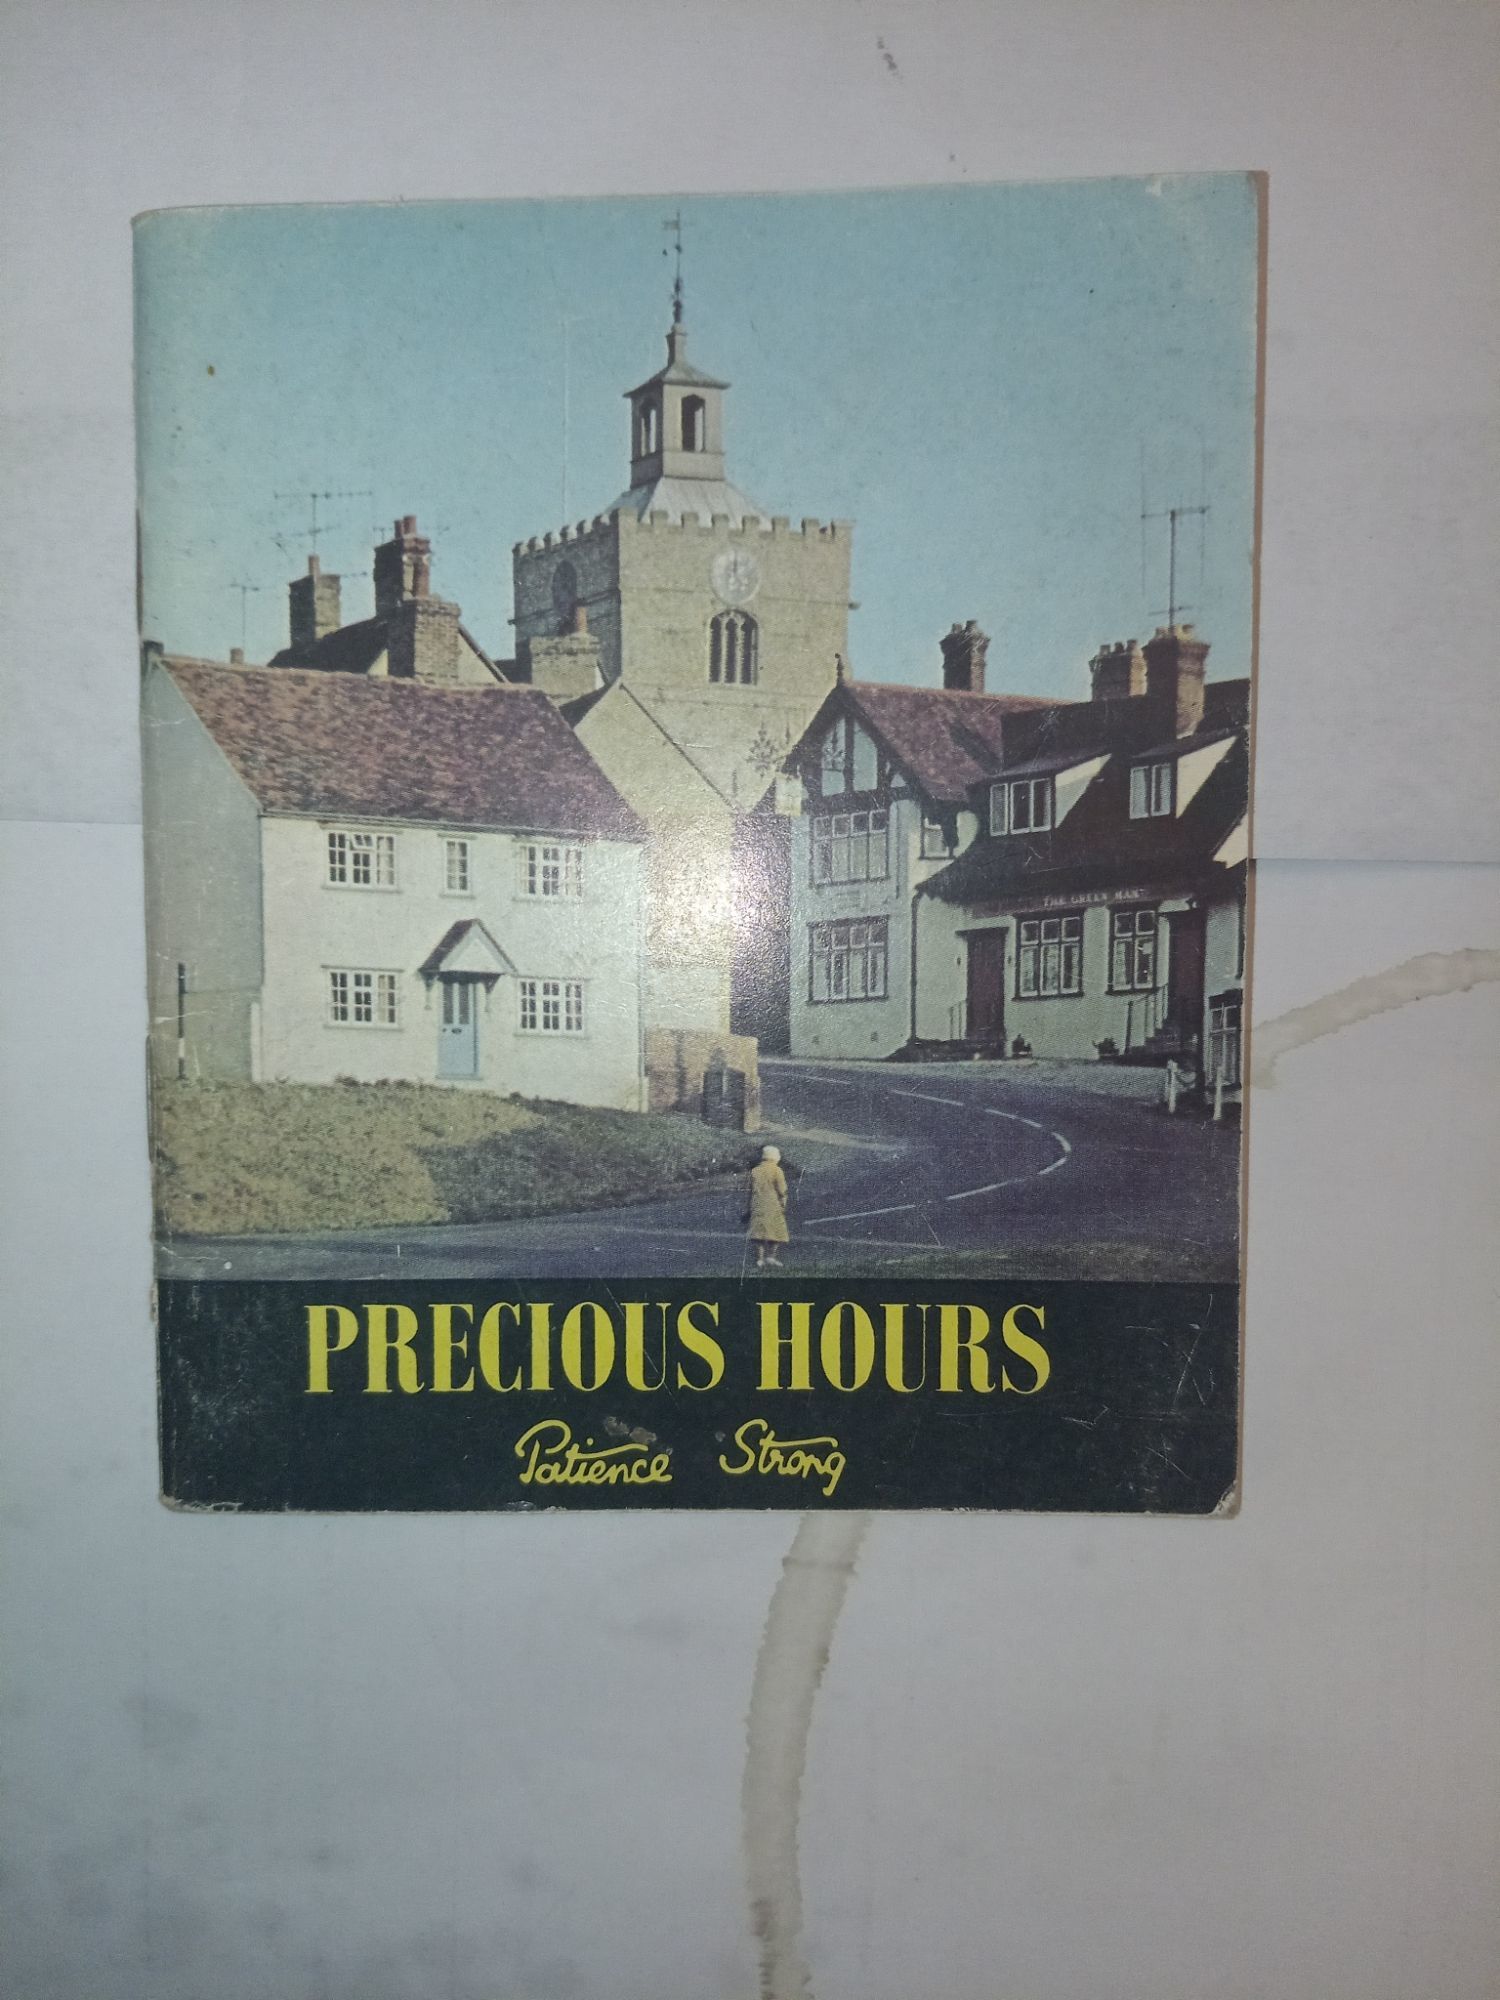 THE GREEN MAN
PRECIOUS HOURS
Patience Strong